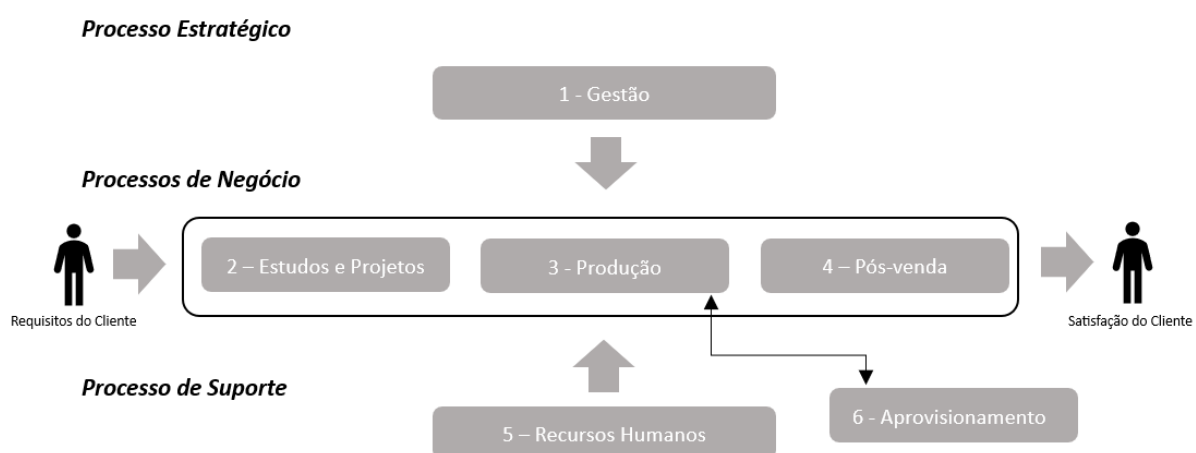 Processo Estratégico
1 - Gestão
Processos de Negócio
2 – Estudos e Projetos
3 - Produção
4 – Pós-venda
Requisitos do Cliente
Satisfação do Cliente
Processo de Suporte
6 - Aprovisionamento
5 – Recursos Humanos